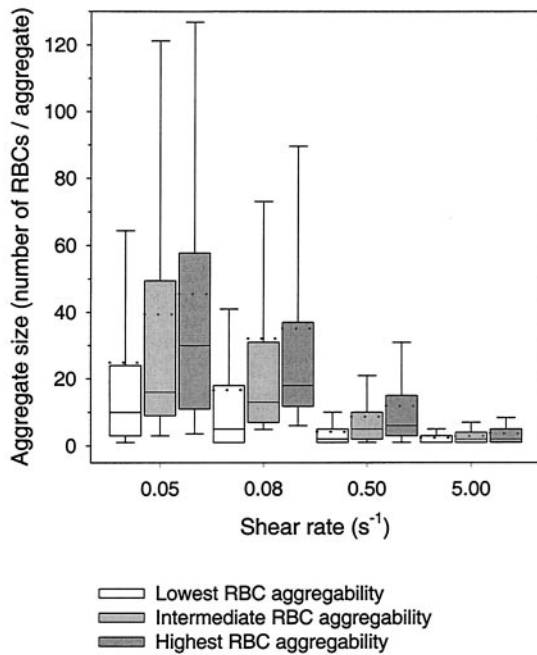 Aggregate size (number of RBCs / aggregate)
120
100
80
60
40
20
0
0.05 0.08 0.50 5.00
Shear rate (s⁻¹)
Lowest RBC aggregability
Intermediate RBC aggregability
Highest RBC aggregability